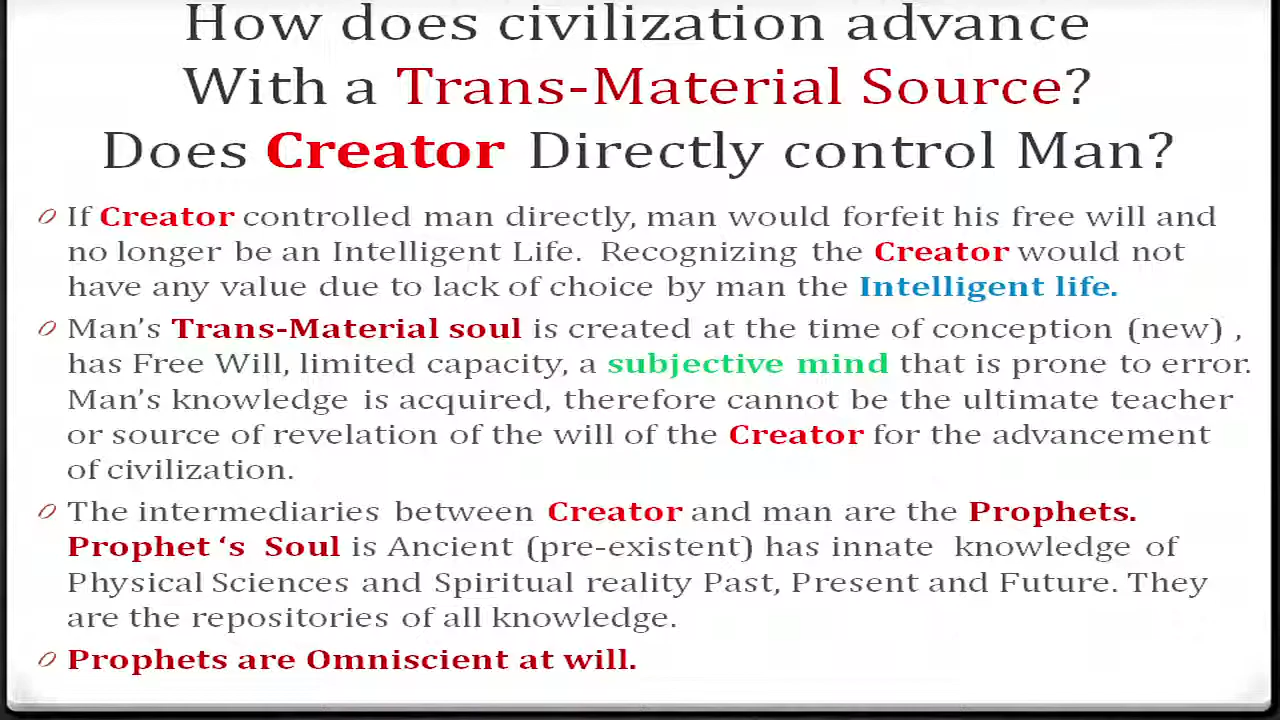 How does civilization advance
With a Trans-Material Source?
Does Creator Directly control Man?
If Creator controlled man directly, man would forfeit his free will and
no longer be an Intelligent Life. Recognizing the Creator would not
have any value due to lack of choice by man the Intelligent life.
Man's Trans-Material soul is created at the time of conception (new) ,
has Free Will, limited capacity, a subjective mind that is prone to error.
Man's knowledge is acquired, therefore cannot be the ultimate teacher
or source of revelation of the will of the Creator for the advancement
of civilization.
The intermediaries between Creator and man are the Prophets.
Prophet 's Soul is Ancient (pre-existent) has innate knowledge of
Physical Sciences and Spiritual reality Past, Present and Future. They
are the repositories of all knowledge.
Prophets are Omniscient at will.